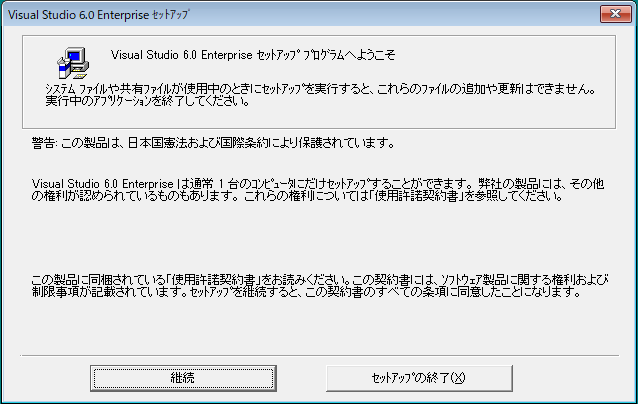 Visual Studio 6.0 Enterprise ｾｯﾄｱｯﾌﾟ
Visual Studio 6.0 Enterprise ｾｯﾄｱｯﾌﾟ ﾌﾟﾛｸﾞﾗﾑへようこそ
ｼｽﾃﾑ ﾌｧｲﾙや共有ﾌｧｲﾙが使用中のときにｾｯﾄｱｯﾌﾟを実行すると、これらのﾌｧｲﾙの追加や更新はできません。
実行中のｱﾌﾟﾘｹｰｼｮﾝを終了してください。
警告: この製品は、日本国憲法および国際条約により保護されています。
Visual Studio 6.0 Enterprise は通常 1 台のｺﾝﾋﾟｭｰﾀにだけｾｯﾄｱｯﾌﾟすることができます。 弊社の製品には、その他
の権利が認められているものもあります。 これらの権利については｢使用許諾契約書｣を参照してください。
この製品に同梱されている｢使用許諾契約書｣をお読みください。この契約書には、ｿﾌﾄｳｪｱ製品に関する権利および
制限事項が記載されています。ｾｯﾄｱｯﾌﾟを継続すると、この契約書のすべての条項に同意したことになります。
継続
ｾｯﾄｱｯﾌﾟの終了(X)